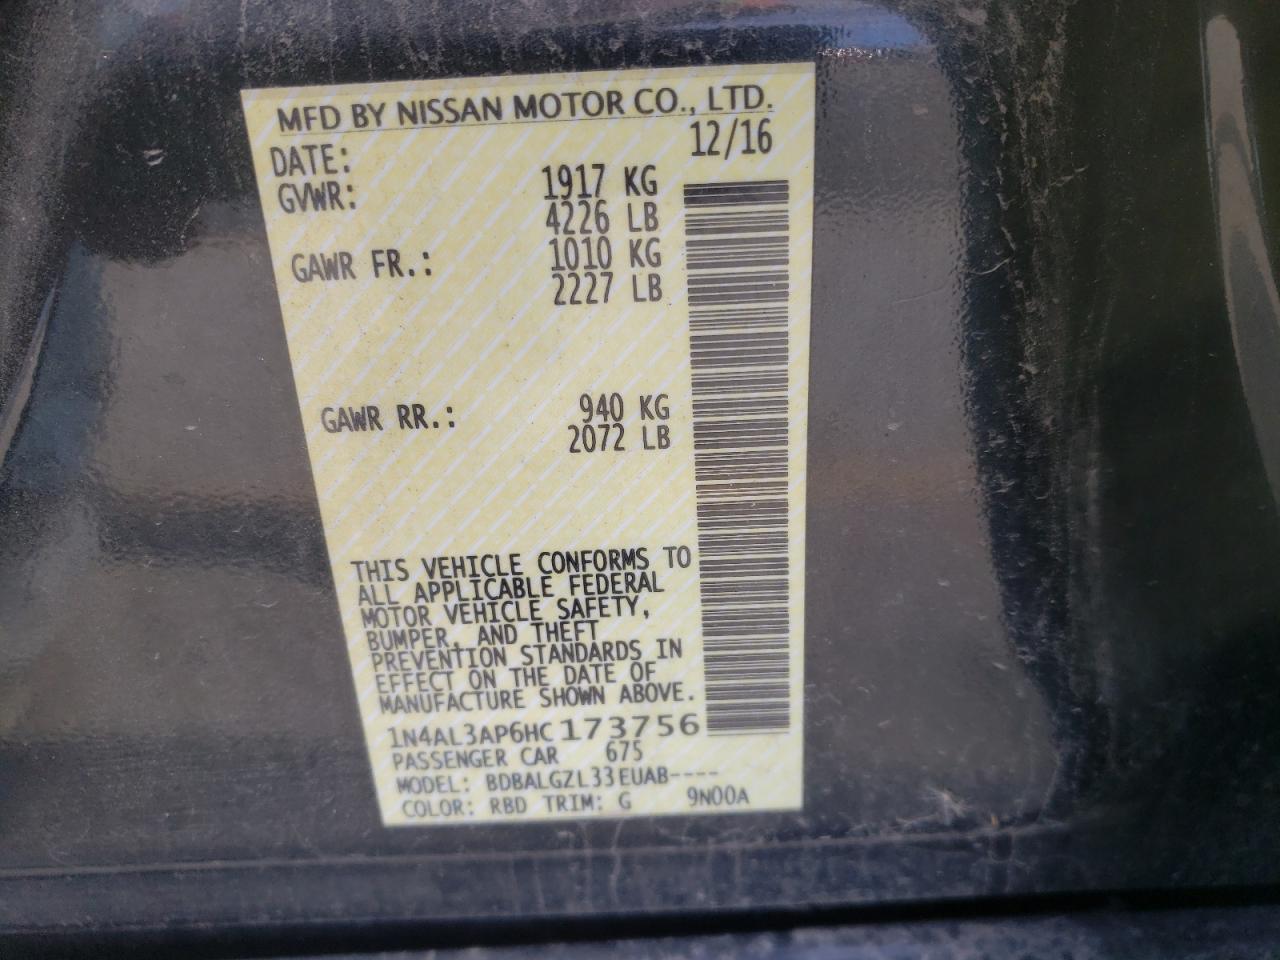 MFD BY NISSAN MOTOR CO., LTD.
DATE: 12/16
GVWR: 1917 KG
4226 LB
GAWR FR.: 1010 KG
2227 LB
GAWR RR.: 940 KG
2072 LB
THIS VEHICLE CONFORMS TO
ALL APPLICABLE FEDERAL
MOTOR VEHICLE SAFETY,
BUMPER, AND THEFT
PREVENTION STANDARDS IN
EFFECT ON THE DATE OF
MANUFACTURE SHOWN ABOVE.
1N4AL3AP6HC173756
PASSENGER CAR 675
MODEL: BDBALGZL33EUAB----
COLOR: RBD TRIM: G 9N00A